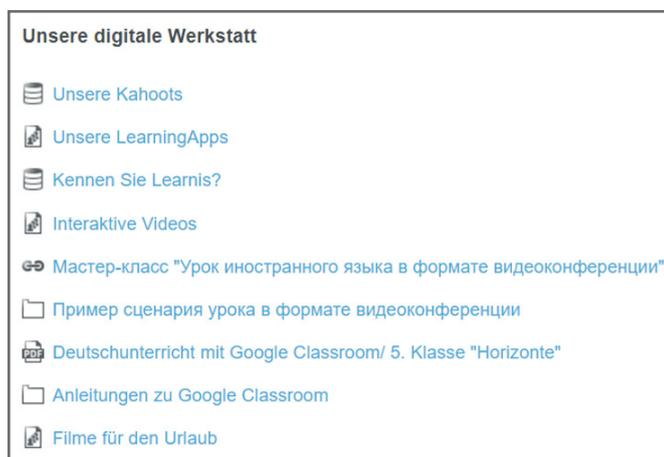 Unsere digitale Werkstatt
Unsere Kahoots
Unsere LearningApps
Kennen Sie Learnis?
Interaktive Videos
Мастер-класс "Урок иностранного языка в формате видеоконференции"
Пример сценария урока в формате видеоконференции
PDF Deutschunterricht mit Google Classroom/ 5. Klasse "Horizonte"
Anleitungen zu Google Classroom
Filme für den Urlaub